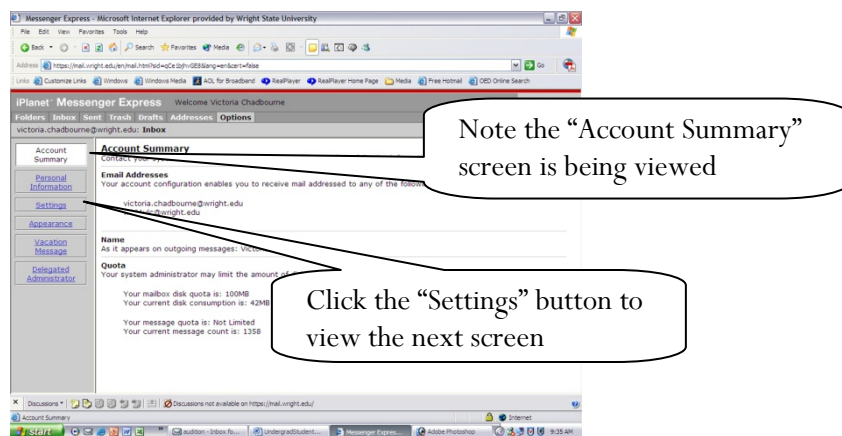 Messenger Express - Microsoft Internet Explorer provided by Wright State University
File Edit View Favorites Tools Help
Back Search Favorites Media
Address Go
Links Customize Links Windows Windows Media AOL for Broadband RealPlayer RealPlayer Home Page Media Free Hotmail OED Online Search
iPlanet Messenger Express Welcome Victoria Chadbourne
Folders Inbox Sent Trash Drafts Addresses Options
victoria.chadbourne@wright.edu: Inbox
Note the “Account Summary”
screen is being viewed
Account
Summary
Personal
Information
Settings
Appearance
Vacation
Message
Delegated
Administrator
Account Summary
Contact your
Email Addresses
Your account configuration enables you to receive mail addressed to any of the
victoria.chadbourne@wright.edu
@wright.edu
Name
As it appears on outgoing messages:
Quota
Your system administrator may limit the amount of
Your mailbox disk quota is: 100MB
Your current disk consumption is: 42MB
Your message quota is: Not Limited
Your current message count is: 1358
Click the “Settings” button to
view the next screen
Discussions Discussions not available on https://mail.wright.edu/
Account Summary Internet
start audition - Inbox fo... UndergradStudent... Messenger Expres... Adobe Photoshop 9:35 AM